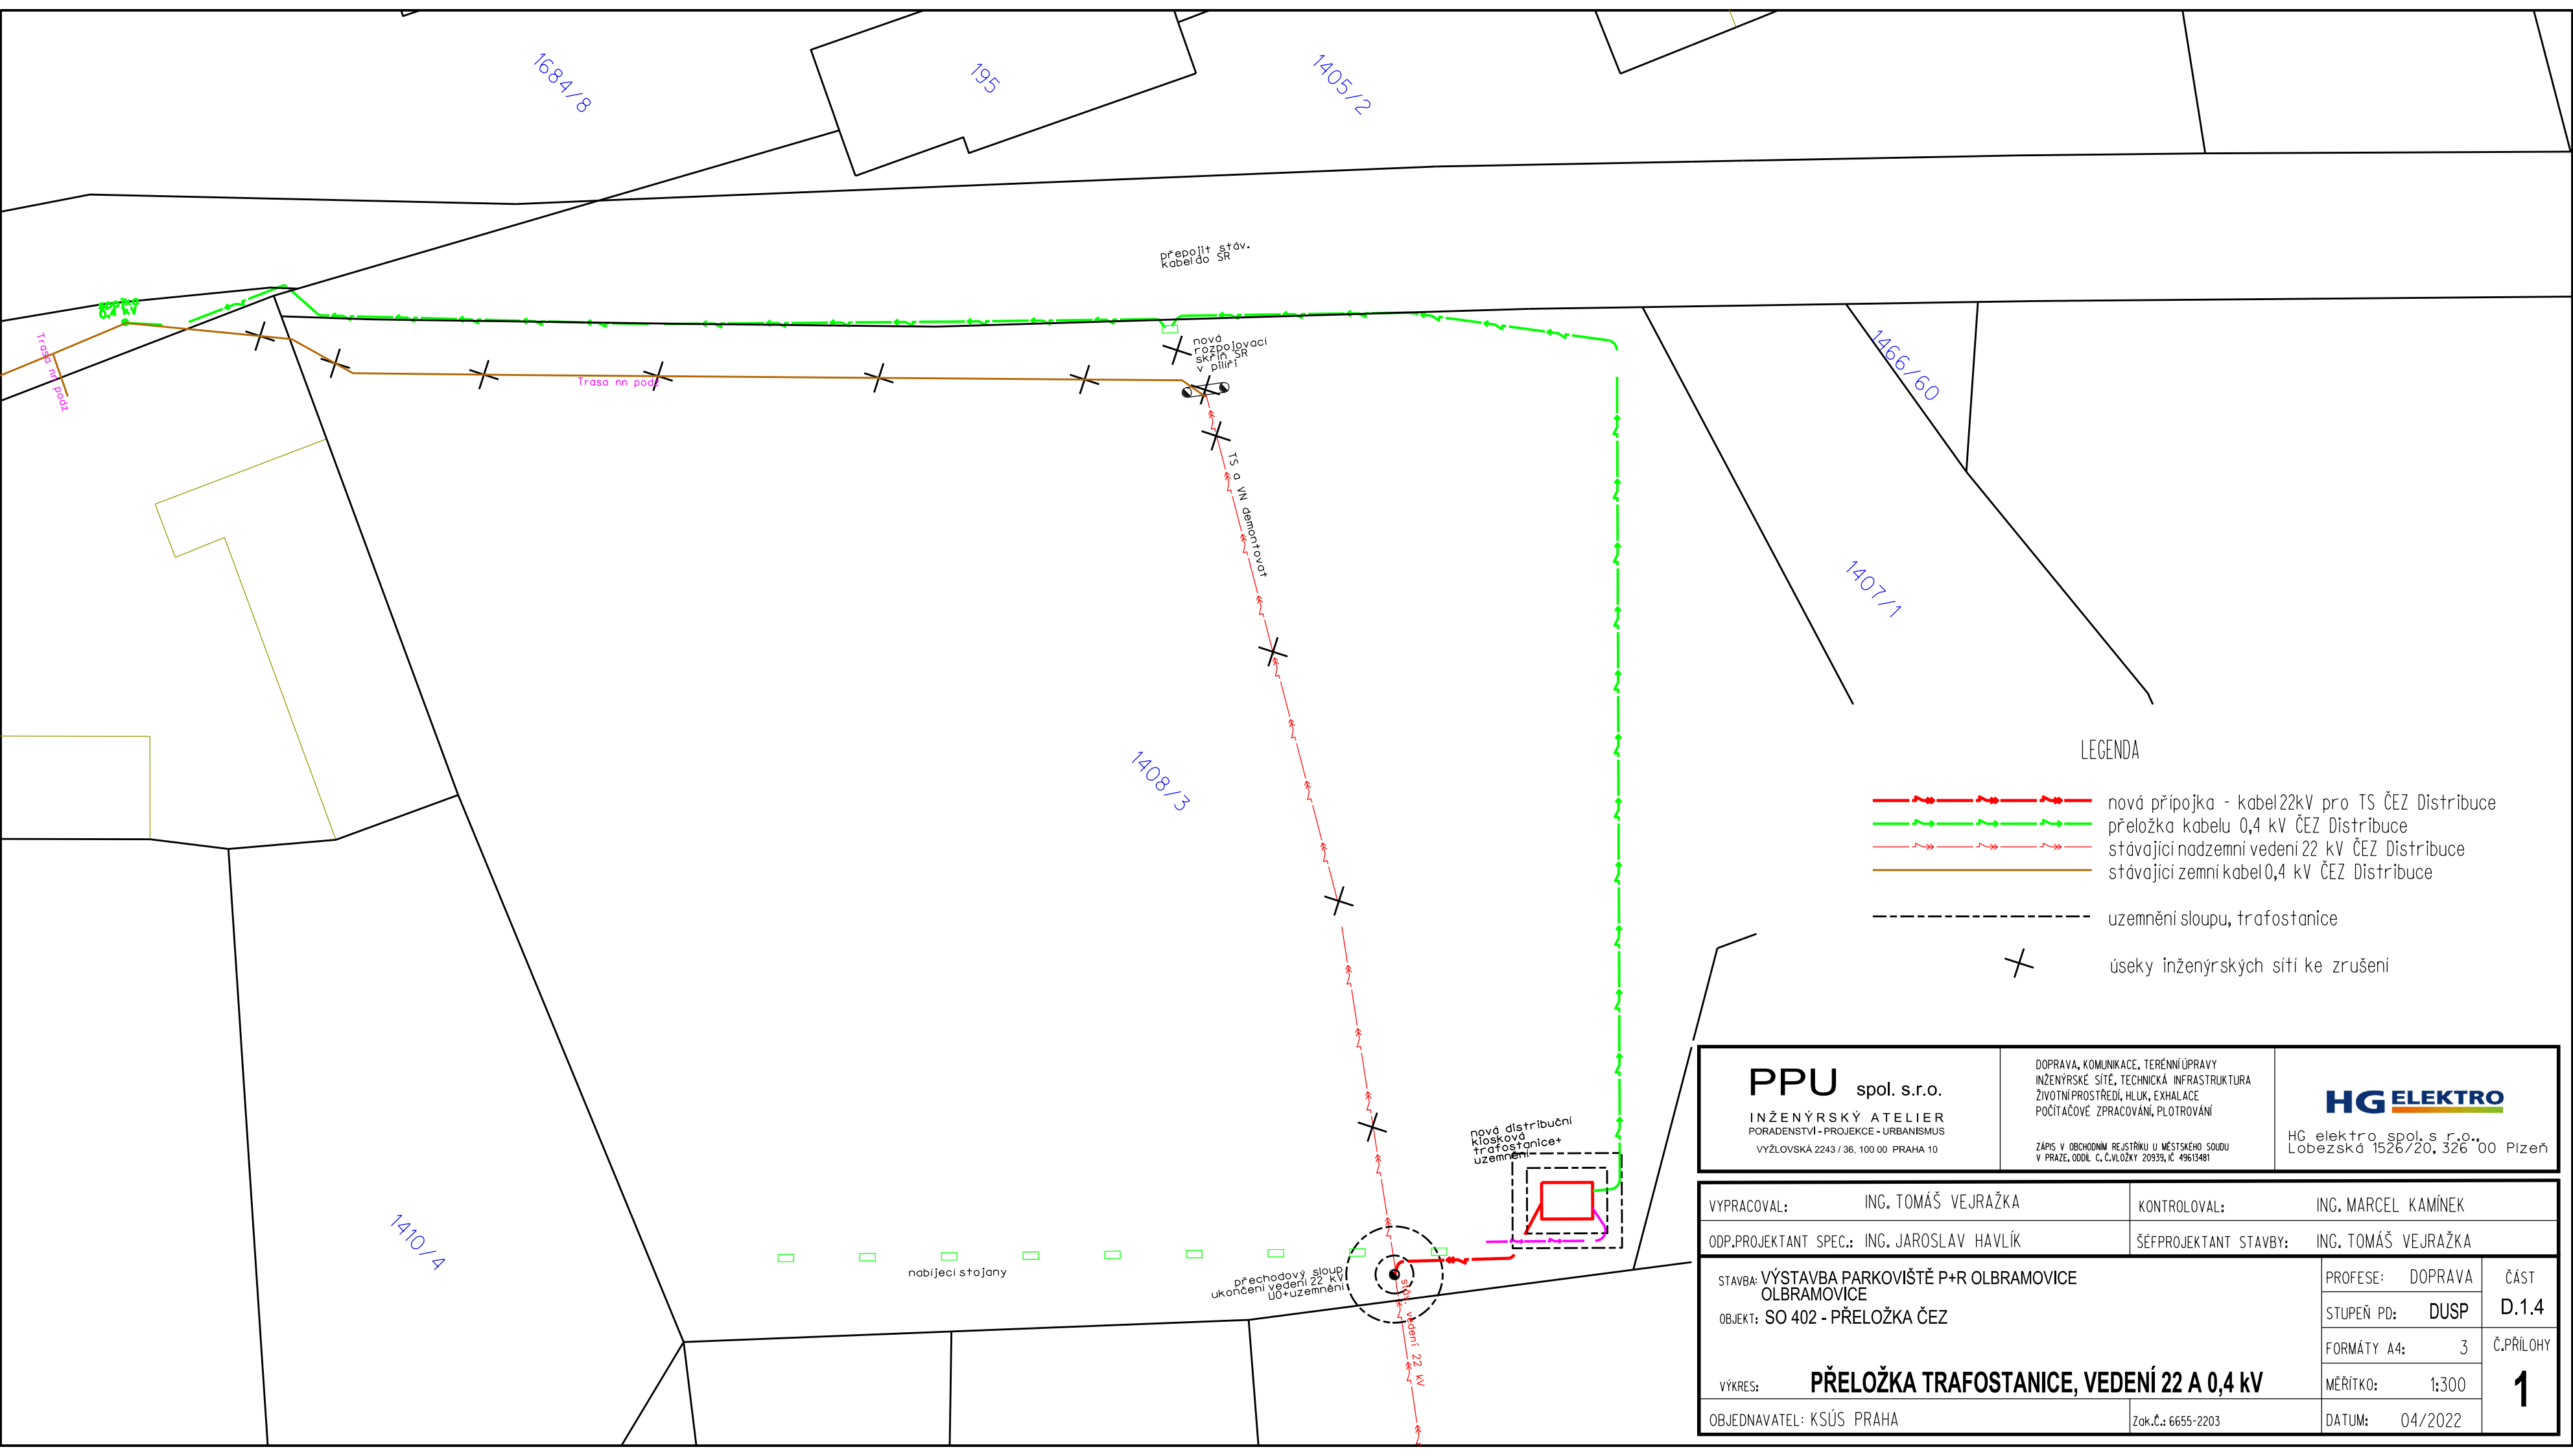 1684/8
195
1405/2
přepojit stáv.
kabel do SR
spojka
0,4 kV
Trasa nn podz
nová
rozpojovací
skříň SR
v pilíři
Trasa nn podz
1466/60
TS a VN demontovat
1407/1
1408/3
LEGENDA
nová přípojka - kabel 22kV pro TS ČEZ Distribuce
přeložka kabelu 0,4 kV ČEZ Distribuce
stávající nadzemní vedení 22 kV ČEZ Distribuce
stávající zemní kabel 0,4 kV ČEZ Distribuce
uzemnění sloupu, trafostanice
úseky inženýrských sítí ke zrušení
nová distribuční
kiosková
trafostanice+
uzemnění
1410/4
nabíjecí stojany
přechodový sloup
ukončení vedení 22 kV
UO+uzemnění
stáv. vedení 22 kV
PPU spol. s.r.o.
INŽENÝRSKÝ ATELIER
PORADENSTVÍ - PROJEKCE - URBANISMUS
VYŽLOVSKÁ 2243 / 36, 100 00 PRAHA 10
DOPRAVA, KOMUNIKACE, TERÉNNÍ ÚPRAVY
INŽENÝRSKÉ SÍTĚ, TECHNICKÁ INFRASTRUKTURA
ŽIVOTNÍ PROSTŘEDÍ, HLUK, EXHALACE
POČÍTAČOVÉ ZPRACOVÁNÍ, PLOTROVÁNÍ
ZÁPIS V OBCHODNÍM REJSTŘÍKU U MĚSTSKÉHO SOUDU
V PRAZE, ODDÍL C, Č.VLOŽKY 20939, IČ 49613481
HG ELEKTRO
HG elektro spol. s r.o.,
Lobezská 1526/20, 326 00 Plzeň
VYPRACOVAL: ING. TOMÁŠ VEJRAŽKA
KONTROLOVAL: ING. MARCEL KAMÍNEK
ODP.PROJEKTANT SPEC.: ING. JAROSLAV HAVLÍK
ŠÉFPROJEKTANT STAVBY: ING. TOMÁŠ VEJRAŽKA
STAVBA: VÝSTAVBA PARKOVIŠTĚ P+R OLBRAMOVICE
OLBRAMOVICE
OBJEKT: SO 402 - PŘELOŽKA ČEZ
VÝKRES: PŘELOŽKA TRAFOSTANICE, VEDENÍ 22 A 0,4 kV
OBJEDNAVATEL: KSÚS PRAHA
Zak.Č.: 6655-2203
PROFESE: DOPRAVA
STUPEŇ PD: DUSP
FORMÁTY A4: 3
MĚŘÍTKO: 1:300
DATUM: 04/2022
ČÁST
D.1.4
Č.PŘÍLOHY
1